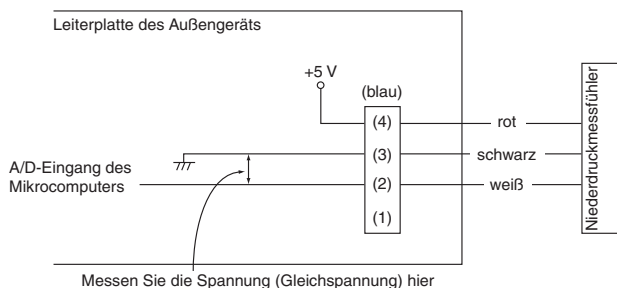 Leiterplatte des Außengeräts
+5 V
(blau)
(4)
rot
(3)
schwarz
A/D-Eingang des
Mikrocomputers
(2)
weiß
(1)
Niederdruckmessfühler
Messen Sie die Spannung (Gleichspannung) hier